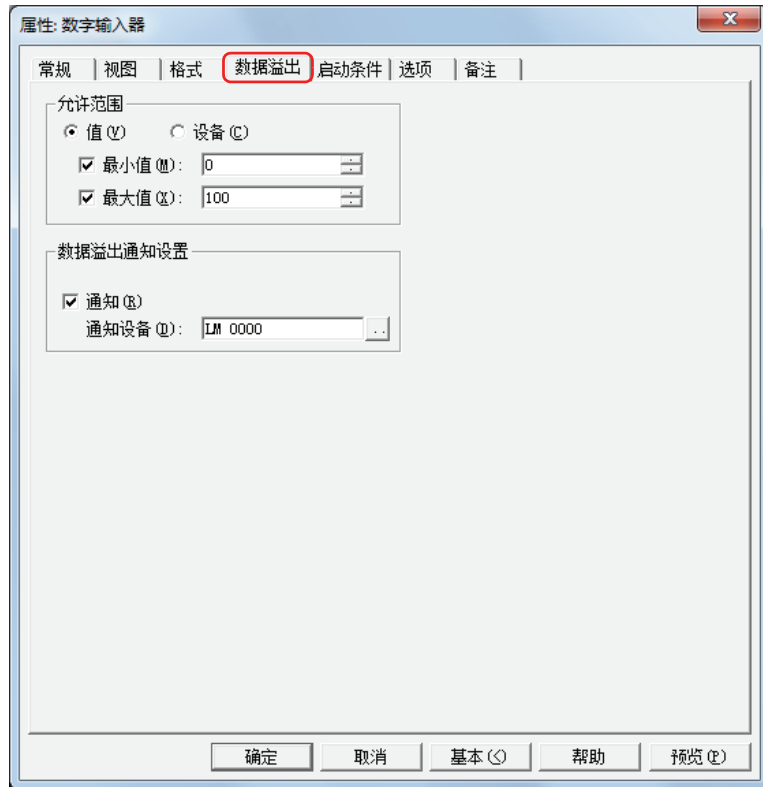 属性: 数字输入器
常规 视图 格式 数据溢出 启动条件 选项 备注
允许范围
值(V) 设备(C)
最小值(M): 0
最大值(X): 100
数据溢出通知设置
通知(R)
通知设备(D): LM 0000 ..
确定 取消 基本(<) 帮助 预览(P)